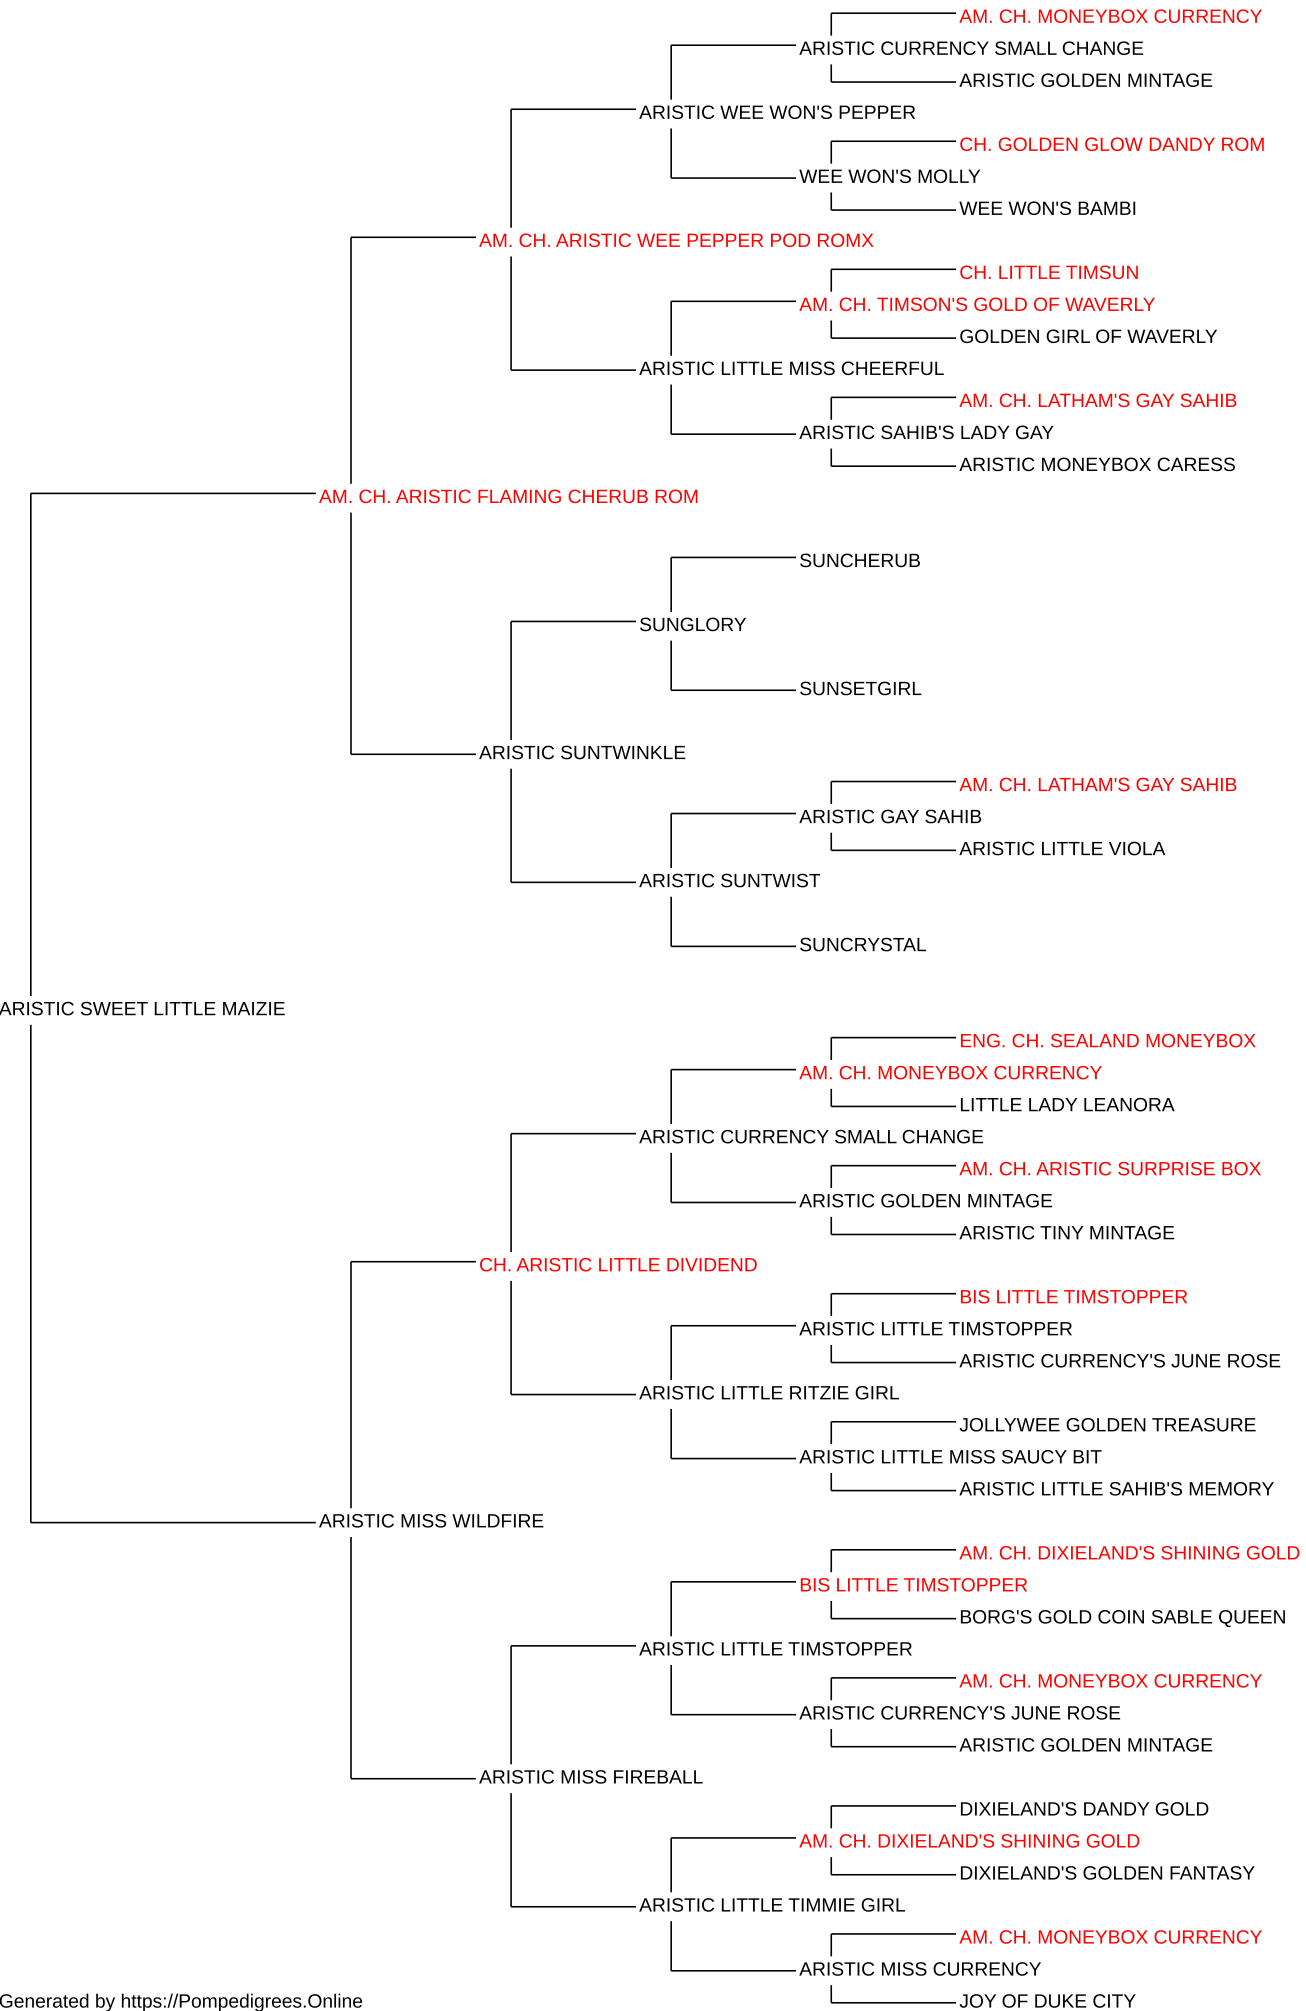 AM. CH. MONEYBOX CURRENCY
ARISTIC CURRENCY SMALL CHANGE
ARISTIC GOLDEN MINTAGE
ARISTIC WEE WON'S PEPPER
CH. GOLDEN GLOW DANDY ROM
WEE WON'S MOLLY
WEE WON'S BAMBI
AM. CH. ARISTIC WEE PEPPER POD ROMX
CH. LITTLE TIMSUN
AM. CH. TIMSON'S GOLD OF WAVERLY
GOLDEN GIRL OF WAVERLY
ARISTIC LITTLE MISS CHEERFUL
AM. CH. LATHAM'S GAY SAHIB
ARISTIC SAHIB'S LADY GAY
ARISTIC MONEYBOX CARESS
AM. CH. ARISTIC FLAMING CHERUB ROM
SUNCHERUB
SUNGLORY
SUNSETGIRL
ARISTIC SUNTWINKLE
AM. CH. LATHAM'S GAY SAHIB
ARISTIC GAY SAHIB
ARISTIC LITTLE VIOLA
ARISTIC SUNTWIST
SUNCRYSTAL
ARISTIC SWEET LITTLE MAIZIE
ENG. CH. SEALAND MONEYBOX
AM. CH. MONEYBOX CURRENCY
LITTLE LADY LEANORA
ARISTIC CURRENCY SMALL CHANGE
AM. CH. ARISTIC SURPRISE BOX
ARISTIC GOLDEN MINTAGE
ARISTIC TINY MINTAGE
CH. ARISTIC LITTLE DIVIDEND
BIS LITTLE TIMSTOPPER
ARISTIC LITTLE TIMSTOPPER
ARISTIC CURRENCY'S JUNE ROSE
ARISTIC LITTLE RITZIE GIRL
JOLLYWEE GOLDEN TREASURE
ARISTIC LITTLE MISS SAUCY BIT
ARISTIC LITTLE SAHIB'S MEMORY
ARISTIC MISS WILDFIRE
AM. CH. DIXIELAND'S SHINING GOLD
BIS LITTLE TIMSTOPPER
BORG'S GOLD COIN SABLE QUEEN
ARISTIC LITTLE TIMSTOPPER
AM. CH. MONEYBOX CURRENCY
ARISTIC CURRENCY'S JUNE ROSE
ARISTIC GOLDEN MINTAGE
ARISTIC MISS FIREBALL
DIXIELAND'S DANDY GOLD
AM. CH. DIXIELAND'S SHINING GOLD
DIXIELAND'S GOLDEN FANTASY
ARISTIC LITTLE TIMMIE GIRL
AM. CH. MONEYBOX CURRENCY
ARISTIC MISS CURRENCY
JOY OF DUKE CITY
Generated by https://Pompedigrees.Online